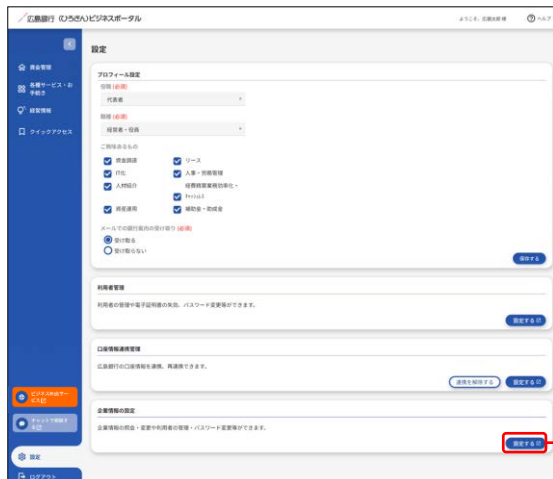 広島銀行 〈ひろぎん〉ビジネスポータル
ようこそ、広銀太郎 様
ヘルプ
資金管理
各種サービス・お
手続き
経営情報
クイックアクセス
ビジネス外為サー
ビス
チャットで相談す
る
設定
ログアウト
設定
プロフィール設定
役職 (必須)
代表者
職種 (必須)
経営者・役員
ご興味あるもの
資金調達
リース
IT化
人事・労務管理
人材紹介
経費精算業務効率化・
資産運用
補助金・助成金
メールでの銀行案内の受け取り (必須)
受け取る
受け取らない
保存する
利用者管理
利用者の管理や電子証明書の失効、パスワード変更等ができます。
設定する
口座情報連携管理
広島銀行の口座情報を連携、再連携できます。
連携を解除する
設定する
企業情報の設定
企業情報の照会・変更や利用者の管理・パスワード変更等ができます。
設定する